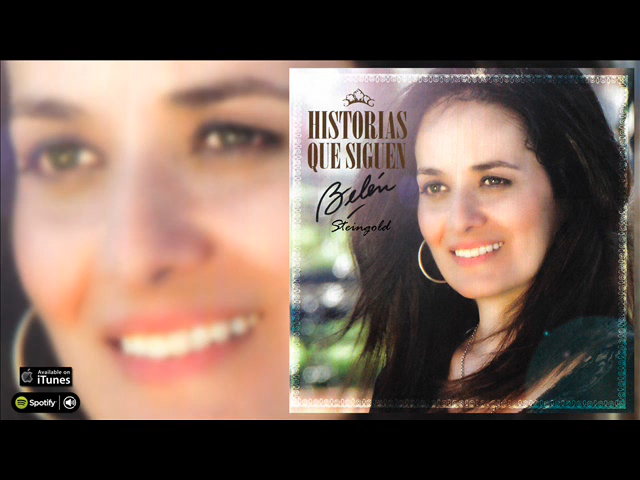 HISTORIAS
QUE SIGUEN
Belén
Steingold
Available on
iTunes
Spotify